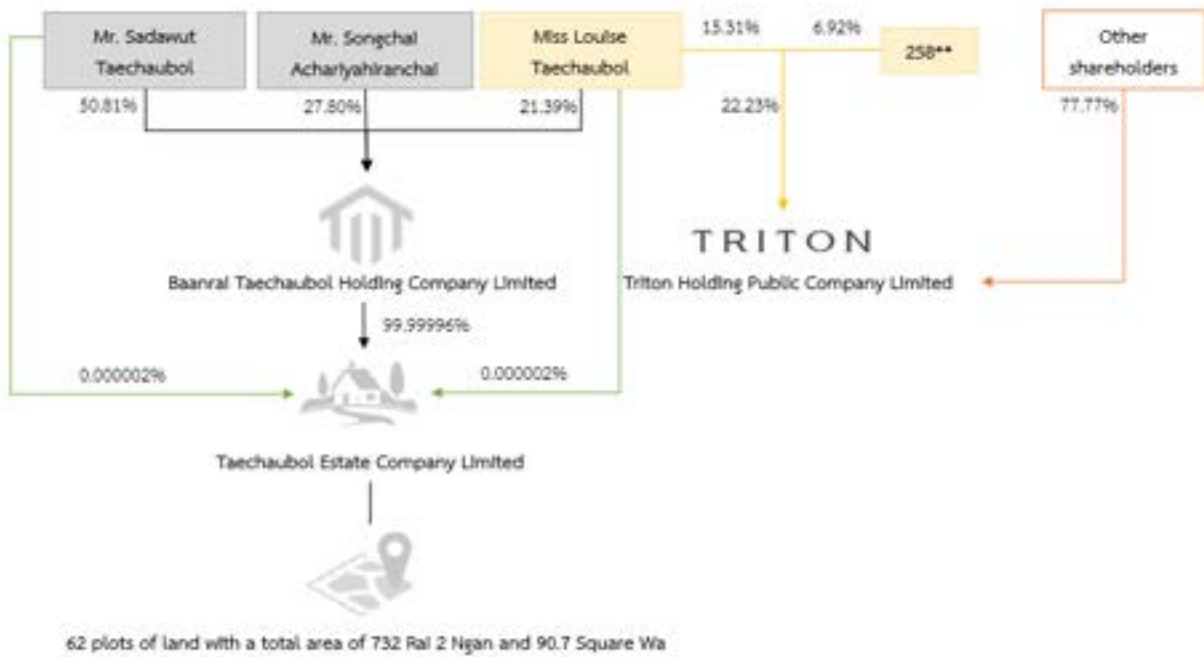 Mr. Sadawut
Taechaubol
Mr. Songchai
Achariyahiranchai
Miss Louise
Taechaubol
15.31%
6.92%
258**
Other
shareholders
50.81%
27.80%
21.39%
22.23%
77.77%
TRITON
Baanrai Taechaubol Holding Company Limited
Triton Holding Public Company Limited
99.99996%
0.000002%
0.000002%
Taechaubol Estate Company Limited
62 plots of land with a total area of 732 Rai 2 Ngan and 90.7 Square Wa